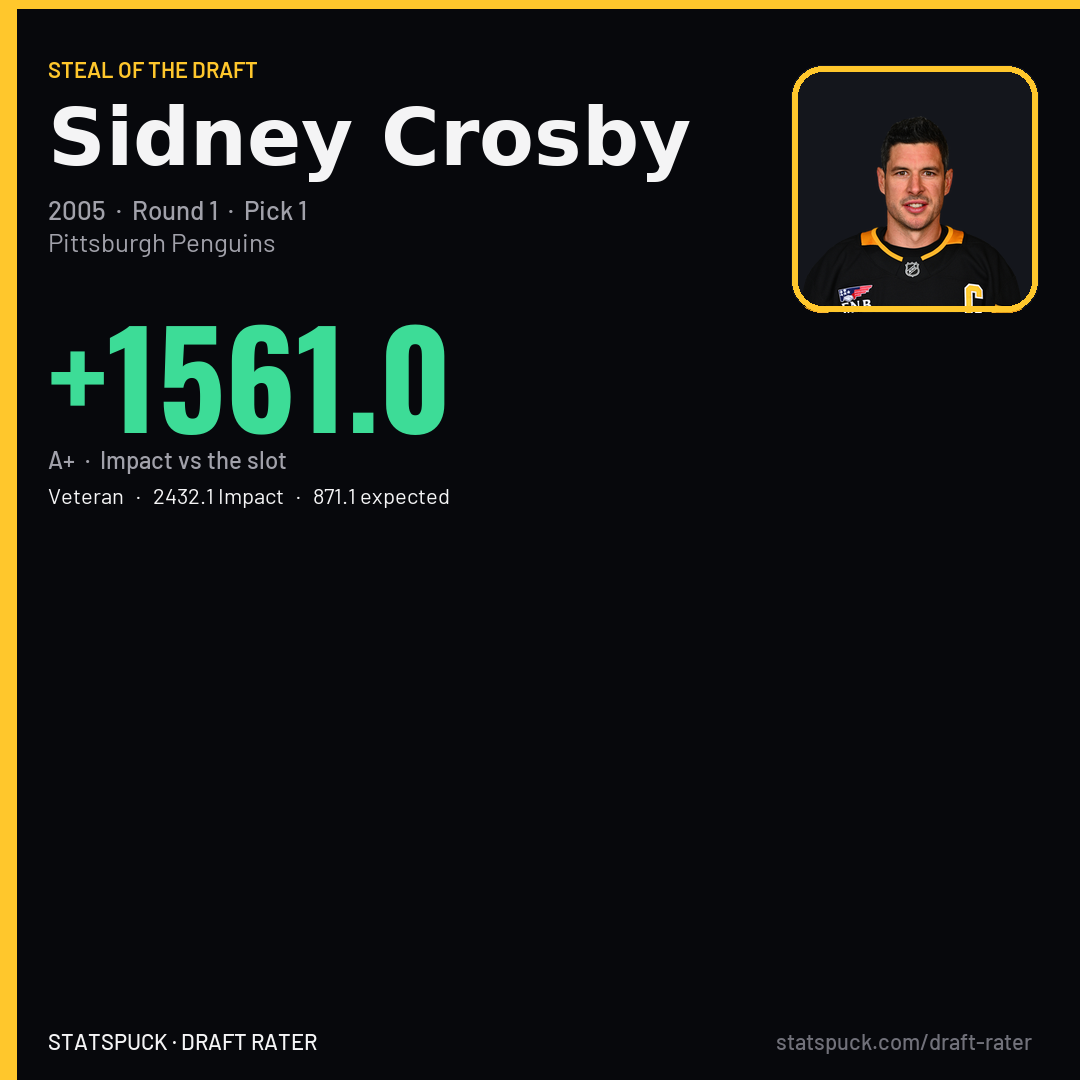 STEAL OF THE DRAFT
Sidney Crosby
2005 · Round 1 · Pick 1
Pittsburgh Penguins
+1561.0
A+ · Impact vs the slot
Veteran · 2432.1 Impact · 871.1 expected
FNB
C
STATSPUCK · DRAFT RATER
statspuck.com/draft-rater